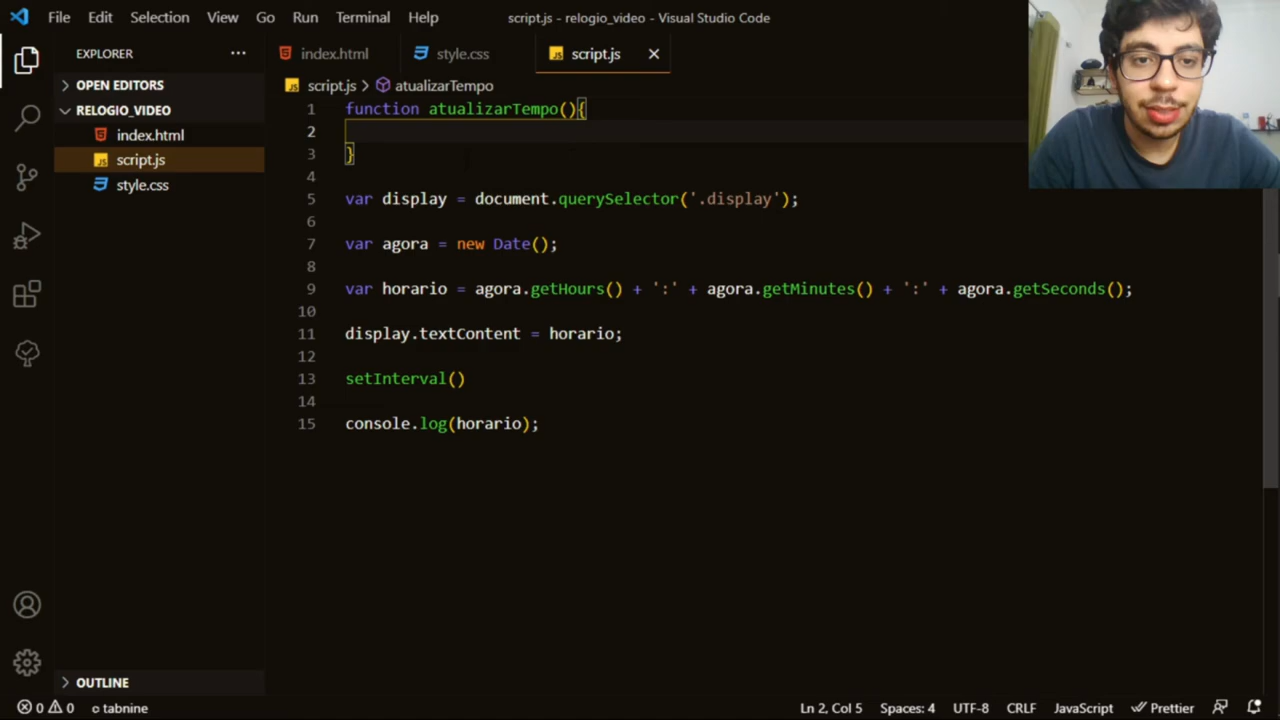 File Edit Selection View Go Run Terminal Help script.js - relogio_video - Visual Studio Code
EXPLORER ···
OPEN EDITORS
RELOGIO_VIDEO
index.html
script.js
style.css
OUTLINE
index.html style.css script.js
script.js > atualizarTempo
1 function atualizarTempo(){
2
3 }
4
5 var display = document.querySelector('.display');
6
7 var agora = new Date();
8
9 var horario = agora.getHours() + ':' + agora.getMinutes() + ':' + agora.getSeconds();
10
11 display.textContent = horario;
12
13 setInterval()
14
15 console.log(horario);
0 0 tabnine Ln 2, Col 5 Spaces: 4 UTF-8 CRLF JavaScript Prettier